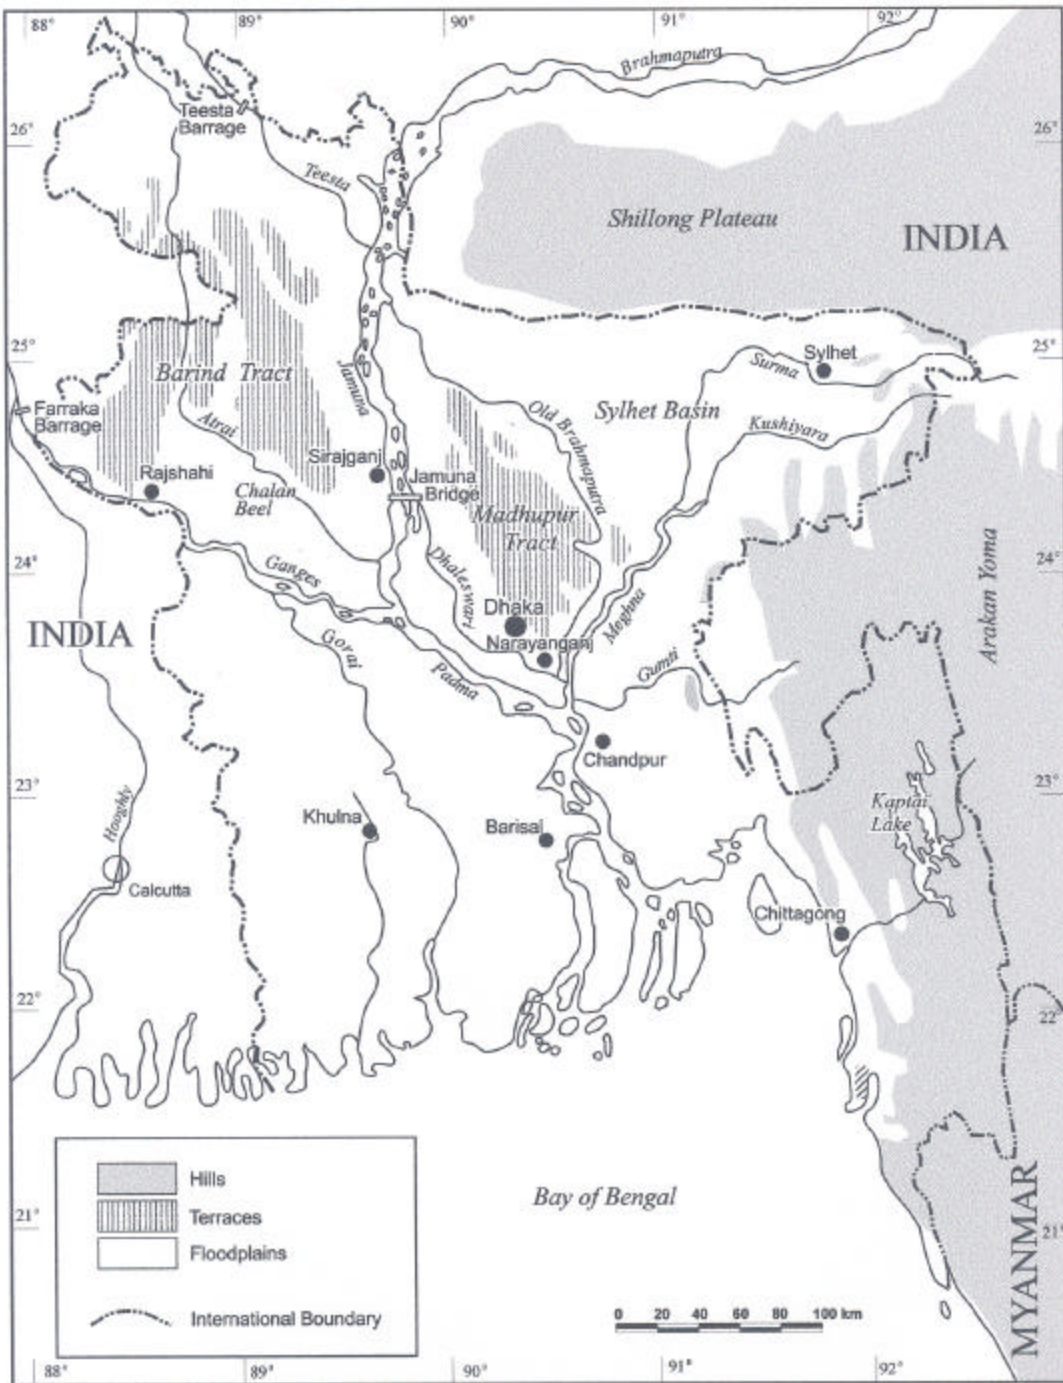 88°
89°
90°
91°
92°
Brahmaputra
Teesta
Barrage
26°
26°
Teesta
Shillong Plateau
INDIA
25°
25°
Sylhet
Surma
Barind Tract
Jamuna
Sylhet Basin
Old Brahmaputra
Farraka
Barrage
Atrai
Kushiyara
Sirajganj
Rajshahi
Jamuna
Bridge
Chalan
Beel
Madhupur
Tract
24°
24°
Ganges
Dhaleswari
Arakan Yoma
Dhaka
Meghna
INDIA
Gorai
Narayanganj
Padma
Gumti
Chandpur
23°
23°
Hooghly
Khulna
Barisal
Kaptai
Lake
Calcutta
Chittagong
22°
22°
Hills
Terraces
Floodplains
International Boundary
Bay of Bengal
MYANMAR
21°
21°
0 20 40 60 80 100 km
88°
89°
90°
91°
92°